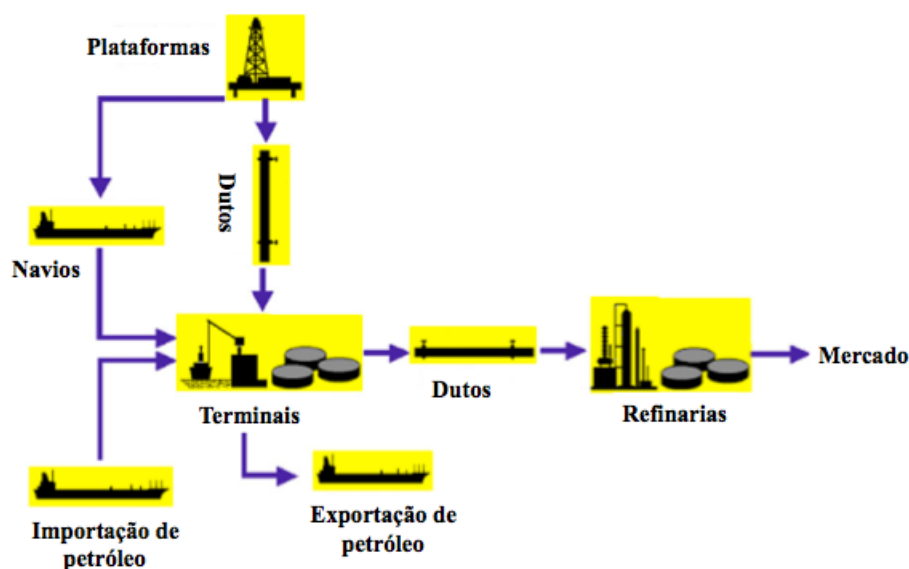 Plataformas
Dutos
Navios
Terminais
Dutos
Refinarias
Mercado
Importação de
petróleo
Exportação de
petróleo